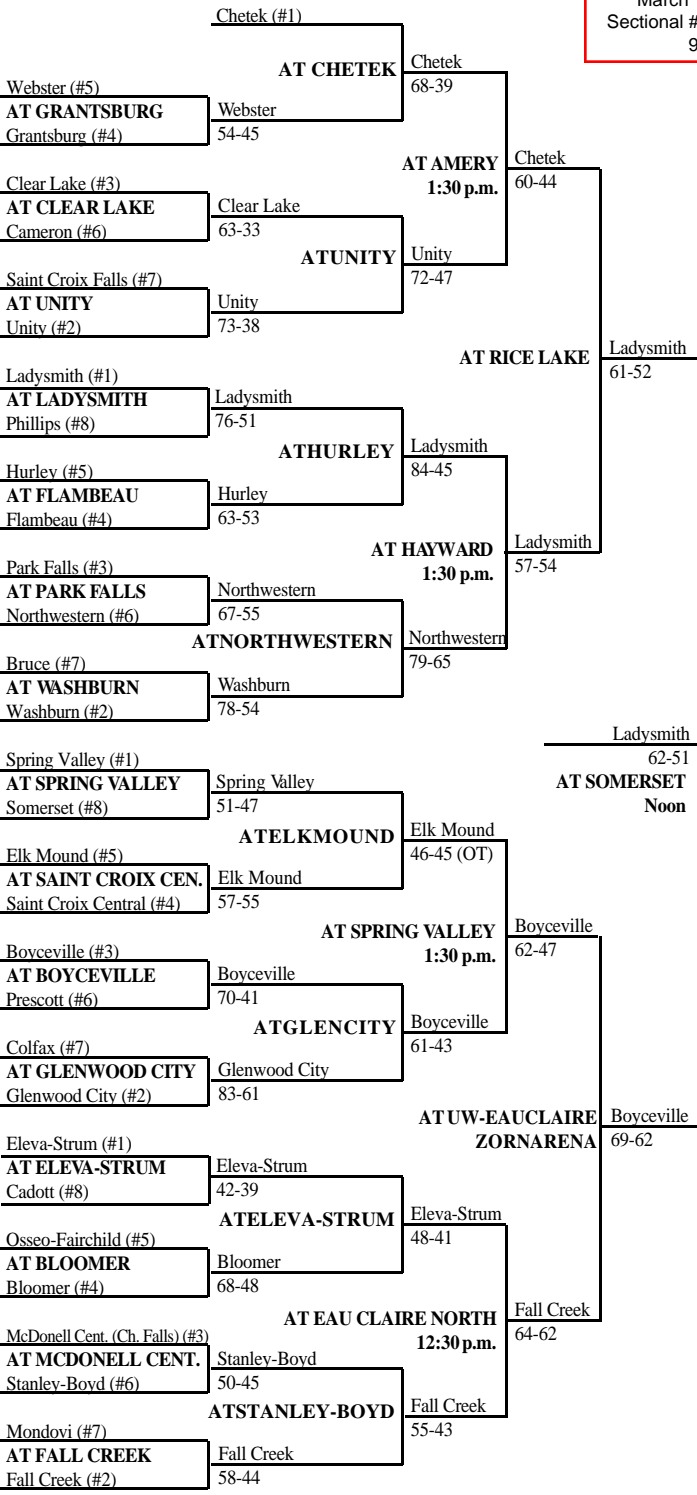 March
Sectional #
9
Chetek (#1)
AT CHETEK
Chetek
68-39
Webster (#5)
AT GRANTSBURG
Grantsburg (#4)
Webster
54-45
AT AMERY
1:30 p.m.
Chetek
60-44
Clear Lake (#3)
AT CLEAR LAKE
Cameron (#6)
Clear Lake
63-33
ATUNITY
Unity
72-47
Saint Croix Falls (#7)
AT UNITY
Unity (#2)
Unity
73-38
AT RICE LAKE
Ladysmith
61-52
Ladysmith (#1)
AT LADYSMITH
Phillips (#8)
Ladysmith
76-51
ATHURLEY
Ladysmith
84-45
Hurley (#5)
AT FLAMBEAU
Flambeau (#4)
Hurley
63-53
AT HAYWARD
1:30 p.m.
Ladysmith
57-54
Park Falls (#3)
AT PARK FALLS
Northwestern (#6)
Northwestern
67-55
ATNORTHWESTERN
Northwestern
79-65
Bruce (#7)
AT WASHBURN
Washburn (#2)
Washburn
78-54
Ladysmith
62-51
AT SOMERSET
Noon
Spring Valley (#1)
AT SPRING VALLEY
Somerset (#8)
Spring Valley
51-47
ATELKMOUND
Elk Mound
46-45 (OT)
Elk Mound (#5)
AT SAINT CROIX CEN.
Saint Croix Central (#4)
Elk Mound
57-55
AT SPRING VALLEY
1:30 p.m.
Boyceville
62-47
Boyceville (#3)
AT BOYCEVILLE
Prescott (#6)
Boyceville
70-41
ATGLENCITY
Boyceville
61-43
Colfax (#7)
AT GLENWOOD CITY
Glenwood City (#2)
Glenwood City
83-61
AT UW-EAUCLAIRE
ZORNARENA
Boyceville
69-62
Eleva-Strum (#1)
AT ELEVA-STRUM
Cadott (#8)
Eleva-Strum
42-39
ATELEVA-STRUM
Eleva-Strum
48-41
Osseo-Fairchild (#5)
AT BLOOMER
Bloomer (#4)
Bloomer
68-48
AT EAU CLAIRE NORTH
12:30 p.m.
Fall Creek
64-62
McDonell Cent. (Ch. Falls) (#3)
AT MCDONELL CENT.
Stanley-Boyd (#6)
Stanley-Boyd
50-45
ATSTANLEY-BOYD
Fall Creek
55-43
Mondovi (#7)
AT FALL CREEK
Fall Creek (#2)
Fall Creek
58-44